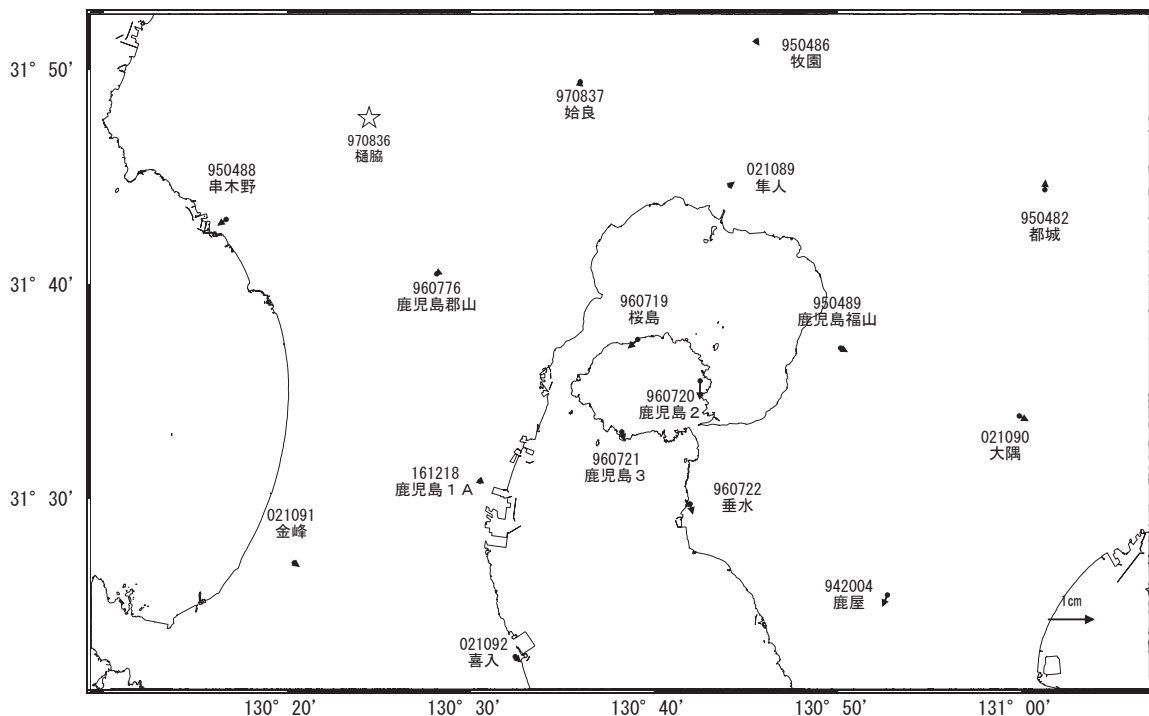 31° 50'
31° 40'
31° 30'
950486
牧園
970837
姶良
970836
樋脇
950488
串木野
021089
隼人
950482
都城
960776
鹿児島郡山
960719
桜島
950489
鹿児島福山
960720
鹿児島２
021090
大隅
960721
鹿児島３
161218
鹿児島１Ａ
960722
垂水
021091
金峰
942004
鹿屋
1cm
021092
喜入
130° 20'
130° 30'
130° 40'
130° 50'
131° 00'